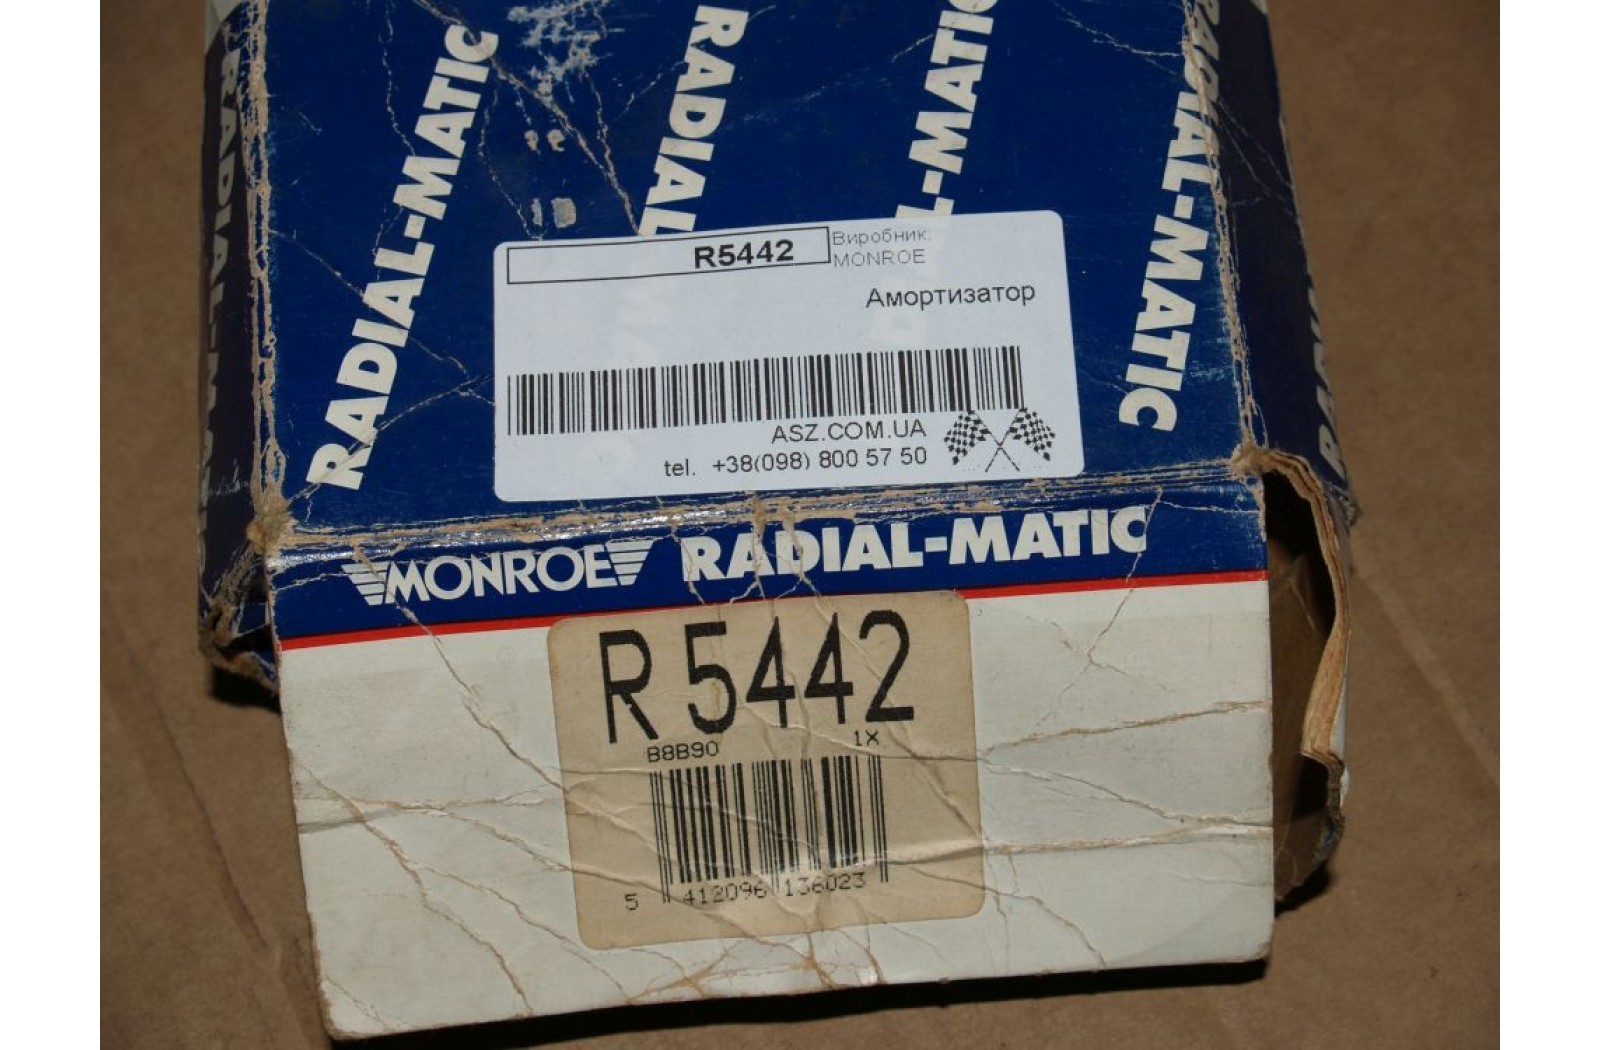 RADIAL-MATIC
RADIAL-MATIC
RADIAL
L-MATIC
RADIAL-MATIC
R5442
Виробник:
MONROE
Амортизатор
ASZ.COM.UA
tel. +38(098) 800 57 50
MONROE RADIAL-MATIC
R 5442
B8B90 1X
5 412096 136023